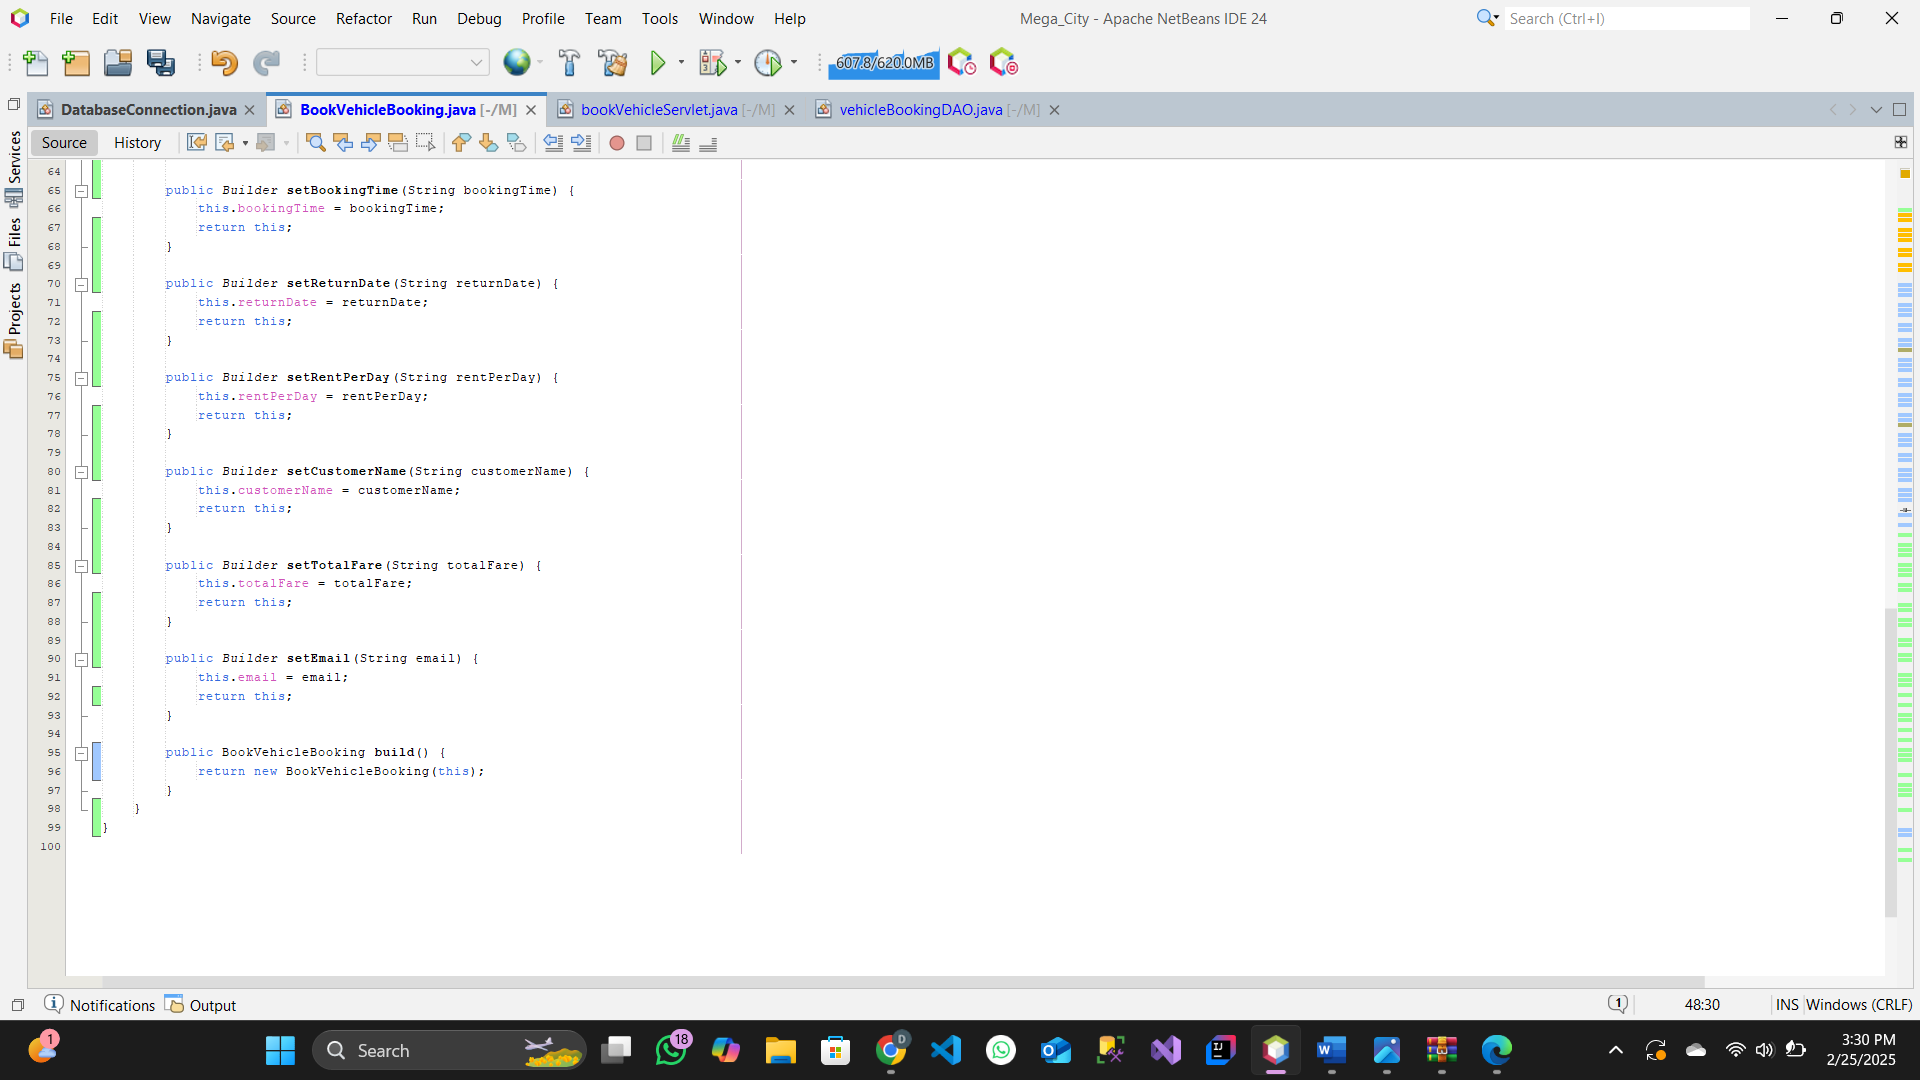 File Edit View Navigate Source Refactor Run Debug Profile Team Tools Window Help
Mega_City - Apache NetBeans IDE 24
Search (Ctrl+I)
607.8/620.0MB
DatabaseConnection.java
BookVehicleBooking.java [-/M]
bookVehicleServlet.java [-/M]
vehicleBookingDAO.java [-/M]
Source History
Services
Files
Projects
64
65 public Builder setBookingTime(String bookingTime) {
66 this.bookingTime = bookingTime;
67 return this;
68 }
69
70 public Builder setReturnDate(String returnDate) {
71 this.returnDate = returnDate;
72 return this;
73 }
74
75 public Builder setRentPerDay(String rentPerDay) {
76 this.rentPerDay = rentPerDay;
77 return this;
78 }
79
80 public Builder setCustomerName(String customerName) {
81 this.customerName = customerName;
82 return this;
83 }
84
85 public Builder setTotalFare(String totalFare) {
86 this.totalFare = totalFare;
87 return this;
88 }
89
90 public Builder setEmail(String email) {
91 this.email = email;
92 return this;
93 }
94
95 public BookVehicleBooking build() {
96 return new BookVehicleBooking(this);
97 }
98 }
99 }
100
Notifications Output
1 48:30 INS Windows (CRLF)
1
Search
18
D
3:30 PM
2/25/2025